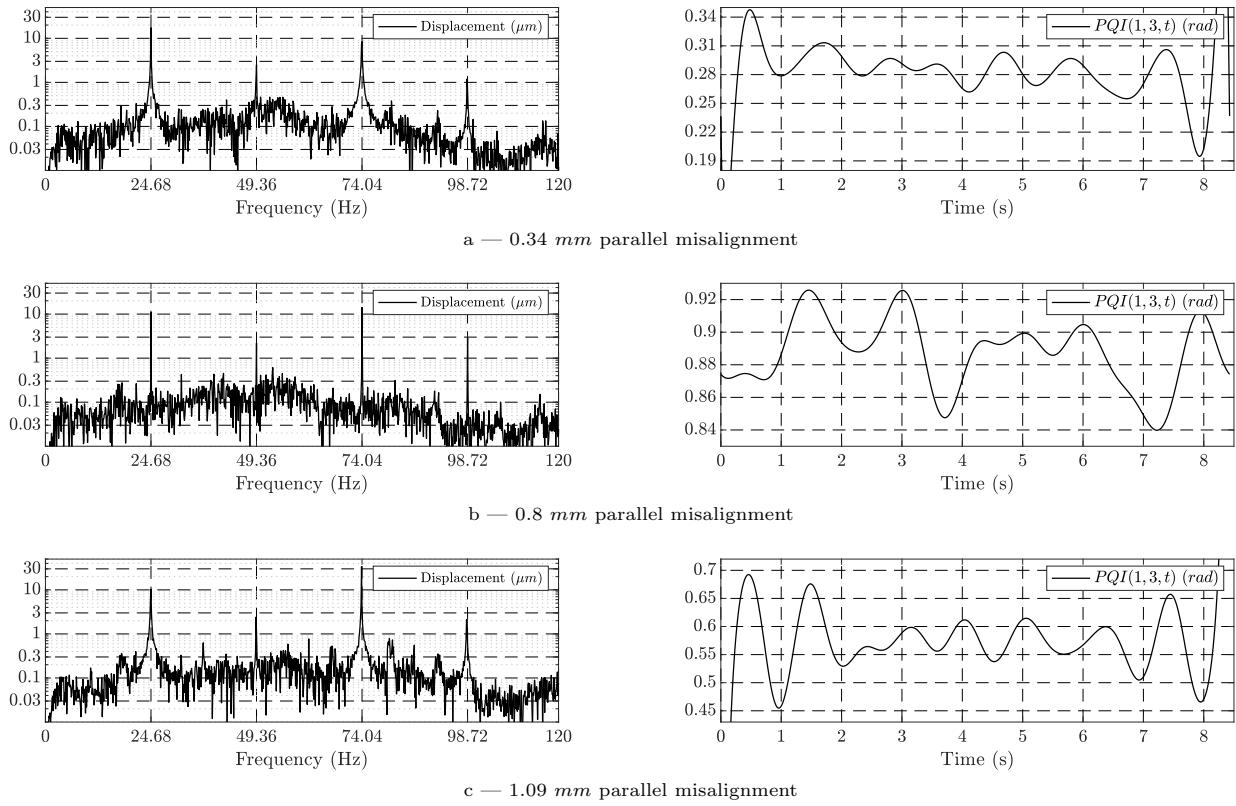 30
10
3
1
0.3
0.1
0.03
Displacement (μm)
0 24.68 49.36 74.04 98.72 120
Frequency (Hz)
0.34
0.31
0.28
0.25
0.22
0.19
PQI(1, 3, t) (rad)
0 1 2 3 4 5 6 7 8
Time (s)
a — 0.34 mm parallel misalignment
30
10
3
1
0.3
0.1
0.03
Displacement (μm)
0 24.68 49.36 74.04 98.72 120
Frequency (Hz)
0.92
0.9
0.88
0.86
0.84
PQI(1, 3, t) (rad)
0 1 2 3 4 5 6 7 8
Time (s)
b — 0.8 mm parallel misalignment
30
10
3
1
0.3
0.1
0.03
Displacement (μm)
0 24.68 49.36 74.04 98.72 120
Frequency (Hz)
0.7
0.65
0.6
0.55
0.5
0.45
PQI(1, 3, t) (rad)
0 1 2 3 4 5 6 7 8
Time (s)
c — 1.09 mm parallel misalignment